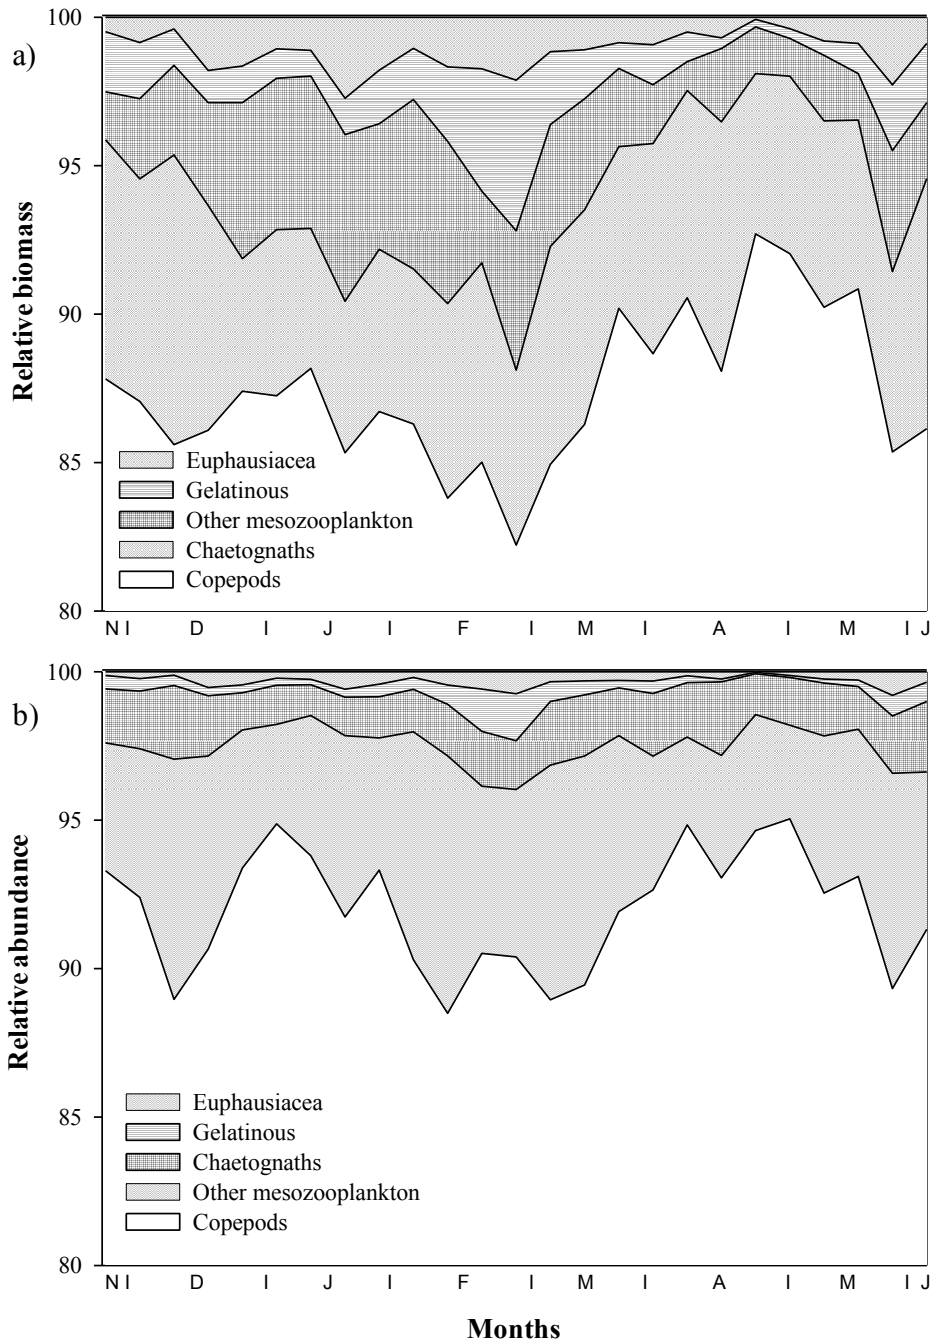 a)
100
95
90
85
80
Relative biomass
Euphausiacea
Gelatinous
Other mesozooplankton
Chaetognaths
Copepods
N I D I J I F I M I A I M I J
b)
100
95
90
85
80
Relative abundance
Euphausiacea
Gelatinous
Chaetognaths
Other mesozooplankton
Copepods
N I D I J I F I M I A I M I J
Months